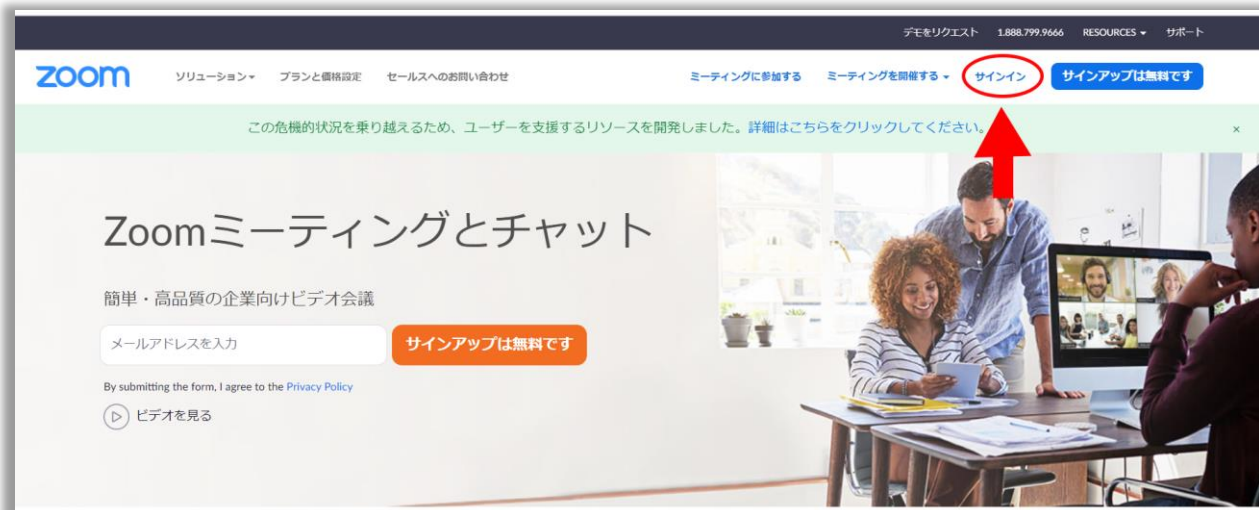 デモをリクエスト 1.888.799.9666 RESOURCES サポート
zoom ソリューション プランと価格設定 セールスへのお問い合わせ ミーティングに参加する ミーティングを開催する サインイン サインアップは無料です
この危機的状況を乗り越えるため、ユーザーを支援するリソースを開発しました。詳細はこちらをクリックしてください。 ×
Zoomミーティングとチャット
簡単・高品質の企業向けビデオ会議
メールアドレスを入力 サインアップは無料です
By submitting the form, I agree to the Privacy Policy
ビデオを見る